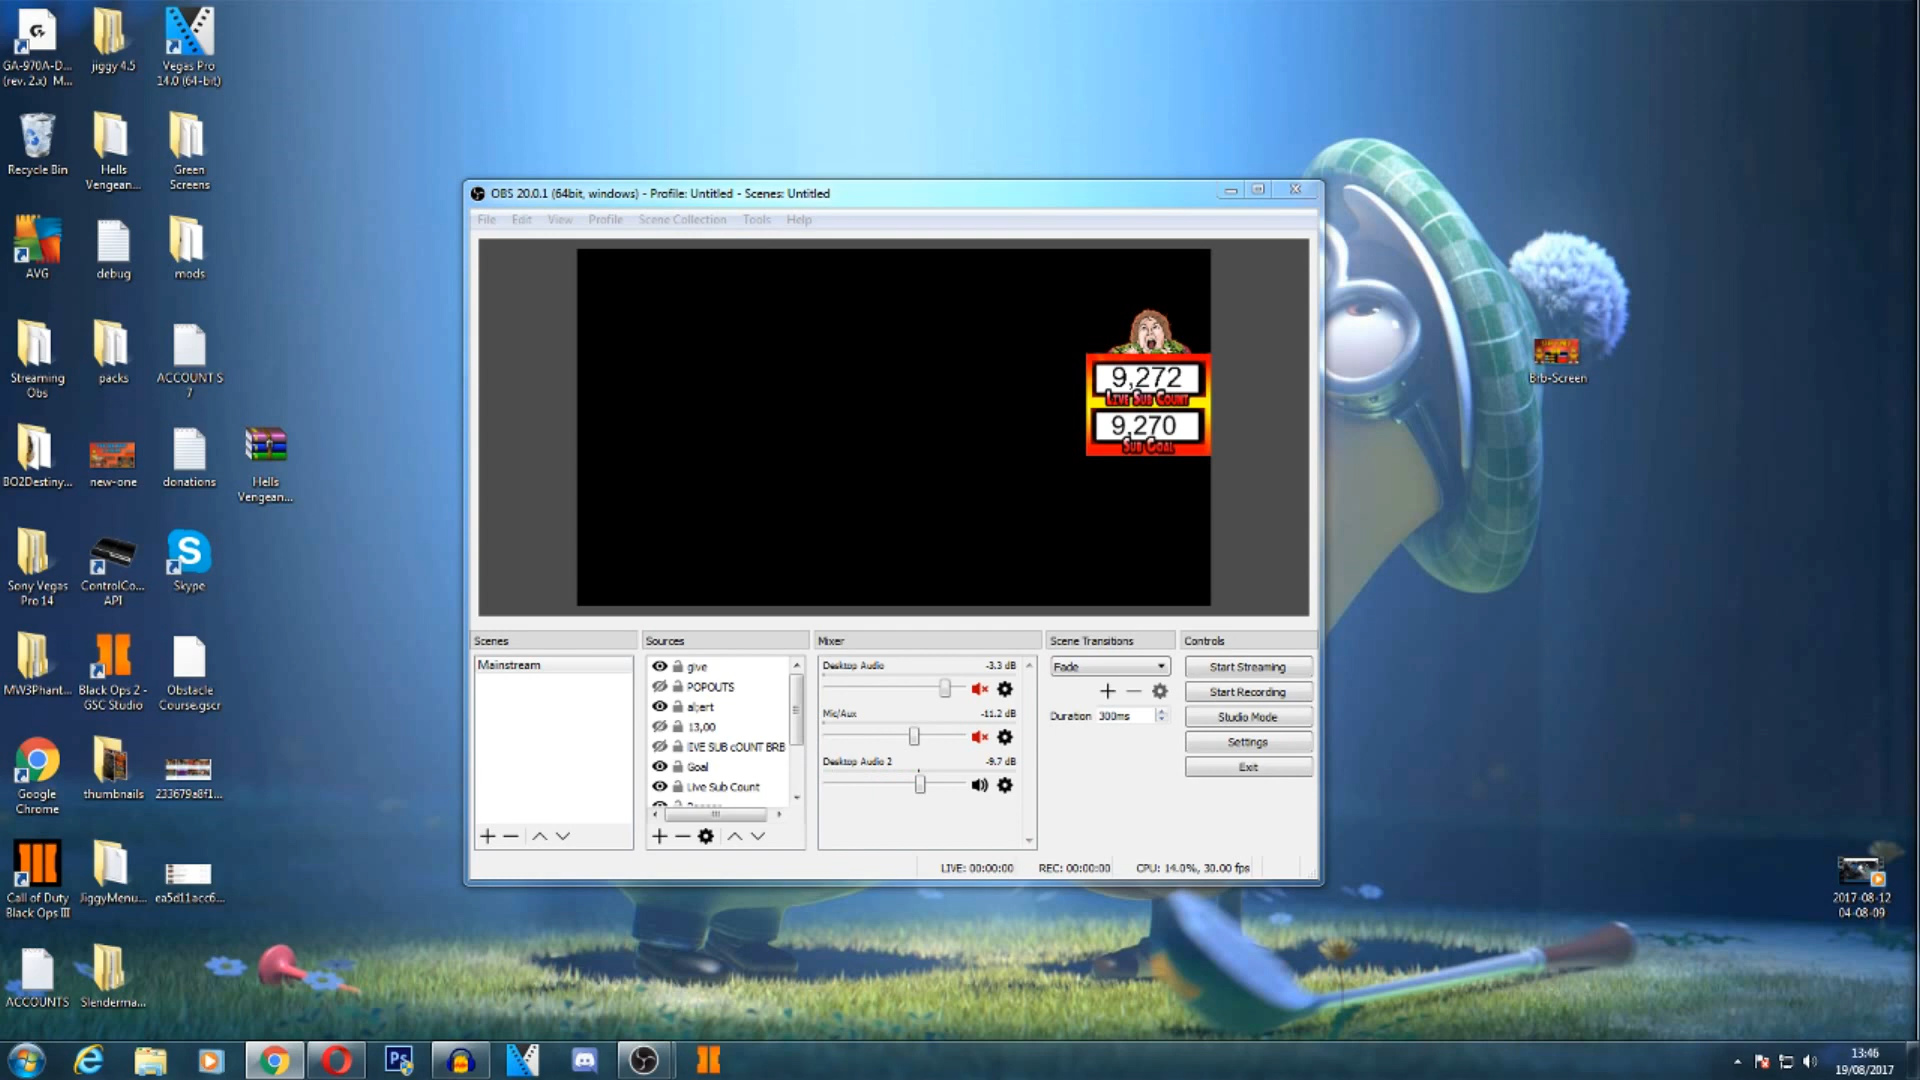 GA-970A-D...
(rev. 2.x) M...
jiggy 4.5
Vegas Pro
14.0 (64-bit)
Recycle Bin
Hells
Vengean...
Green
Screens
AVG
debug
mods
Streaming
Obs
packs
ACCOUNT S
7
BO2Destiny...
new-one
donations
Hells
Vengean...
Sony Vegas
Pro 14
ControlCo...
API
Skype
MW3Phant...
Black Ops 2 -
GSC Studio
Obstacle
Course.gscr
Google
Chrome
thumbnails
233679a8f1...
Call of Duty
Black Ops III
JiggyMenu...
ea5d11acc6...
ACCOUNTS
Slenderma...
OBS 20.0.1 (64bit, windows) - Profile: Untitled - Scenes: Untitled
File Edit View Profile Scene Collection Tools Help
9,272
LIVE SUB COUNT
9,270
SUB GOAL
Scenes
Mainstream
Sources
give
POPOUTS
al;ert
13,00
IVE SUB cOUNT BRB
Goal
Live Sub Count
Mixer
Desktop Audio -3.3 dB
Mic/Aux -11.2 dB
Desktop Audio 2 -9.7 dB
Scene Transitions
Fade
Duration 300ms
Controls
Start Streaming
Start Recording
Studio Mode
Settings
Exit
LIVE: 00:00:00 REC: 00:00:00 CPU: 14.0%, 30.00 fps
Brb-Screen
2017-08-12
04-08-09
Ps
13:46
19/08/2017